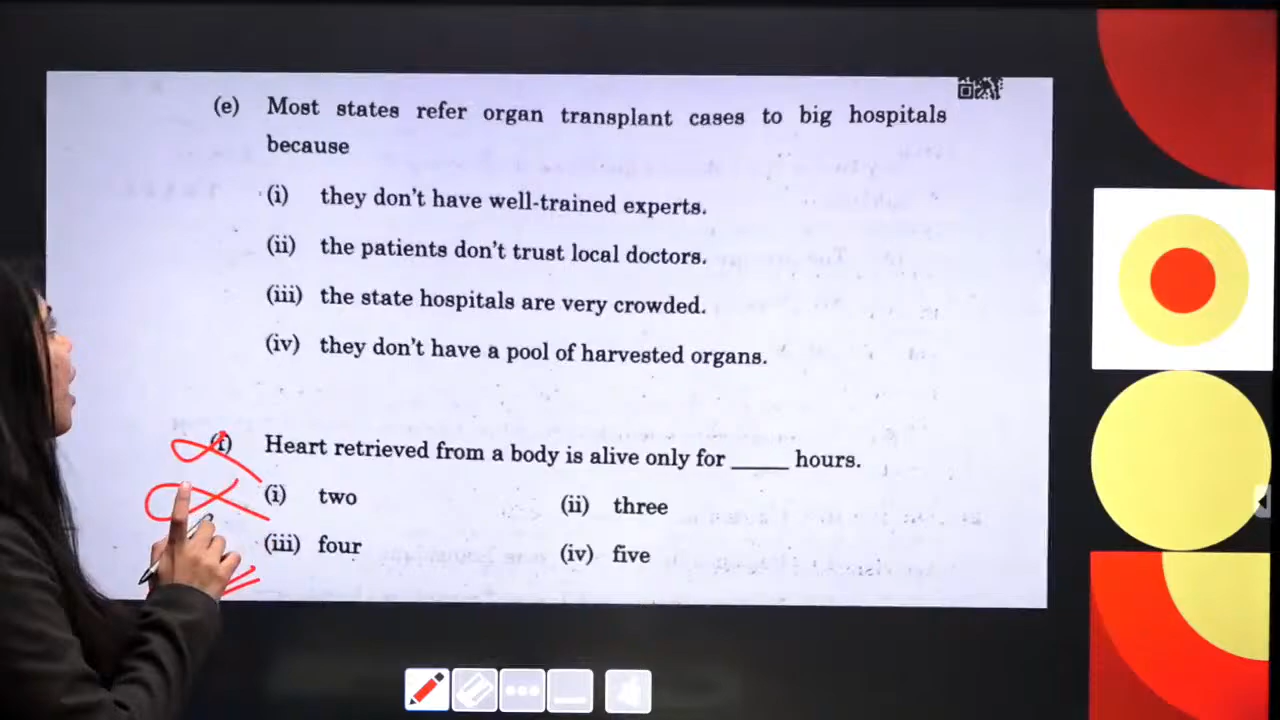 (e) Most states refer organ transplant cases to big hospitals
because
(i) they don't have well-trained experts.
(ii) the patients don't trust local doctors.
(iii) the state hospitals are very crowded.
(iv) they don't have a pool of harvested organs.
(f) Heart retrieved from a body is alive only for _____ hours.
(i) two (ii) three
(iii) four (iv) five